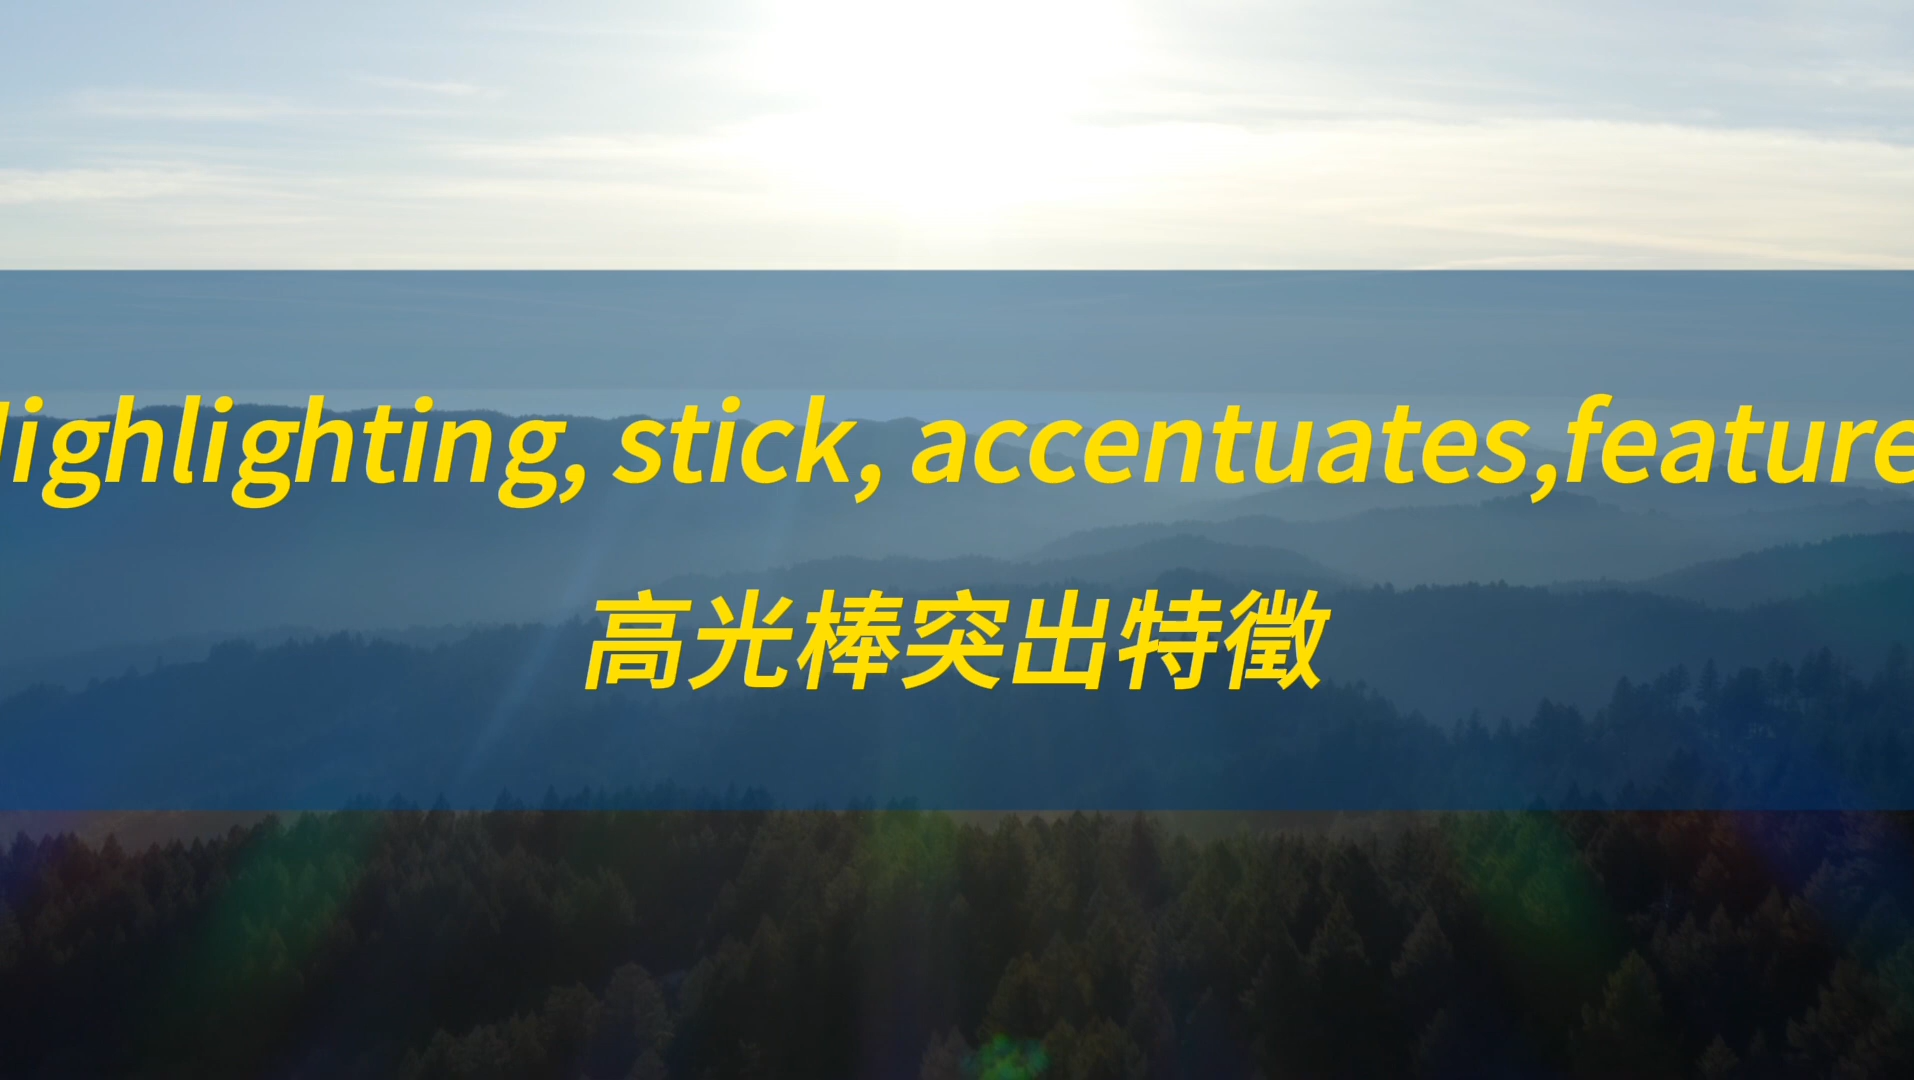 ighlighting, stick, accentuates,feature
高光棒突出特徵